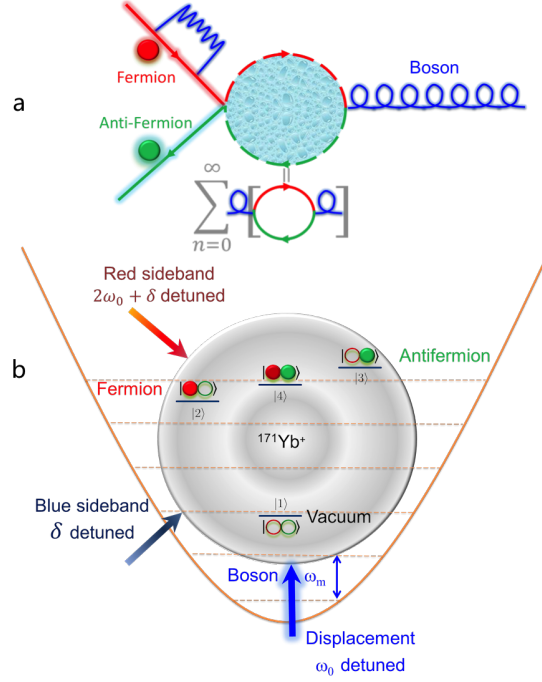 Fermion
Boson
a
Anti-Fermion
∞
∑ [ ]
n=0
Red sideband
2ω₀ + δ detuned
b
Antifermion
Fermion
| ⟩
|2⟩
| ⟩
|4⟩
| ⟩
|3⟩
¹⁷¹Yb⁺
Blue sideband
δ detuned
|1⟩
| ⟩
Vacuum
Boson
ωₘ
Displacement
ω₀ detuned